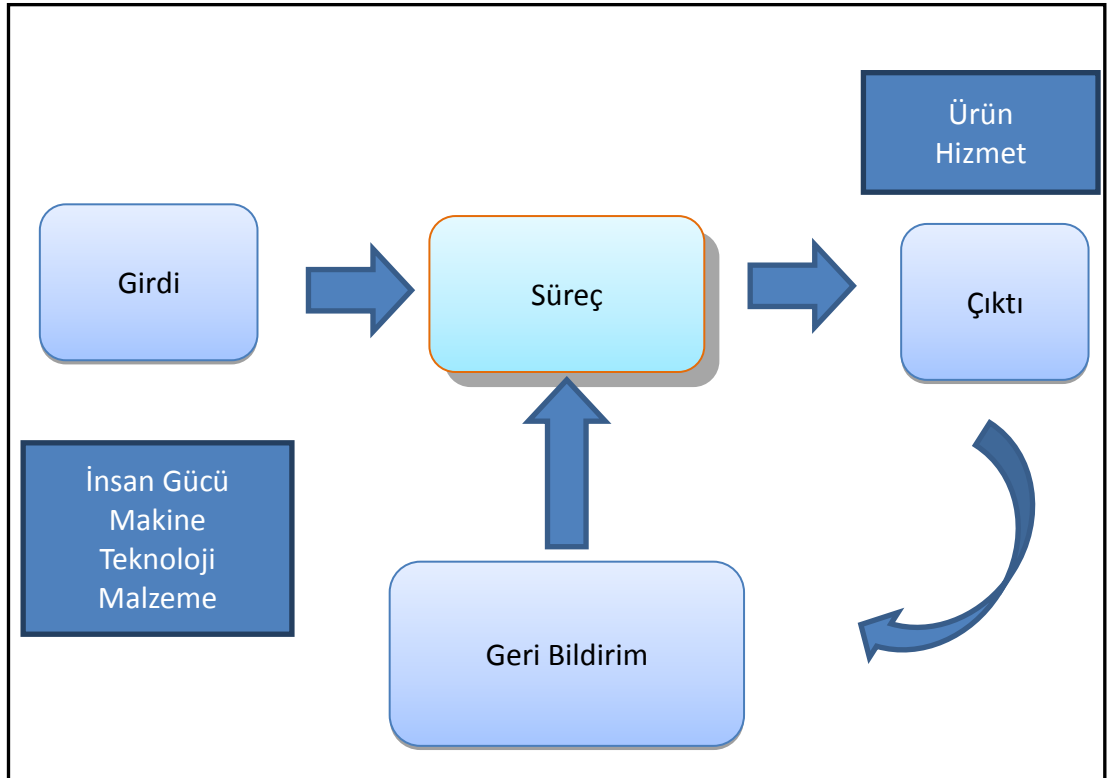 Ürün
Hizmet
Girdi
Süreç
Çıktı
İnsan Gücü
Makine
Teknoloji
Malzeme
Geri Bildirim